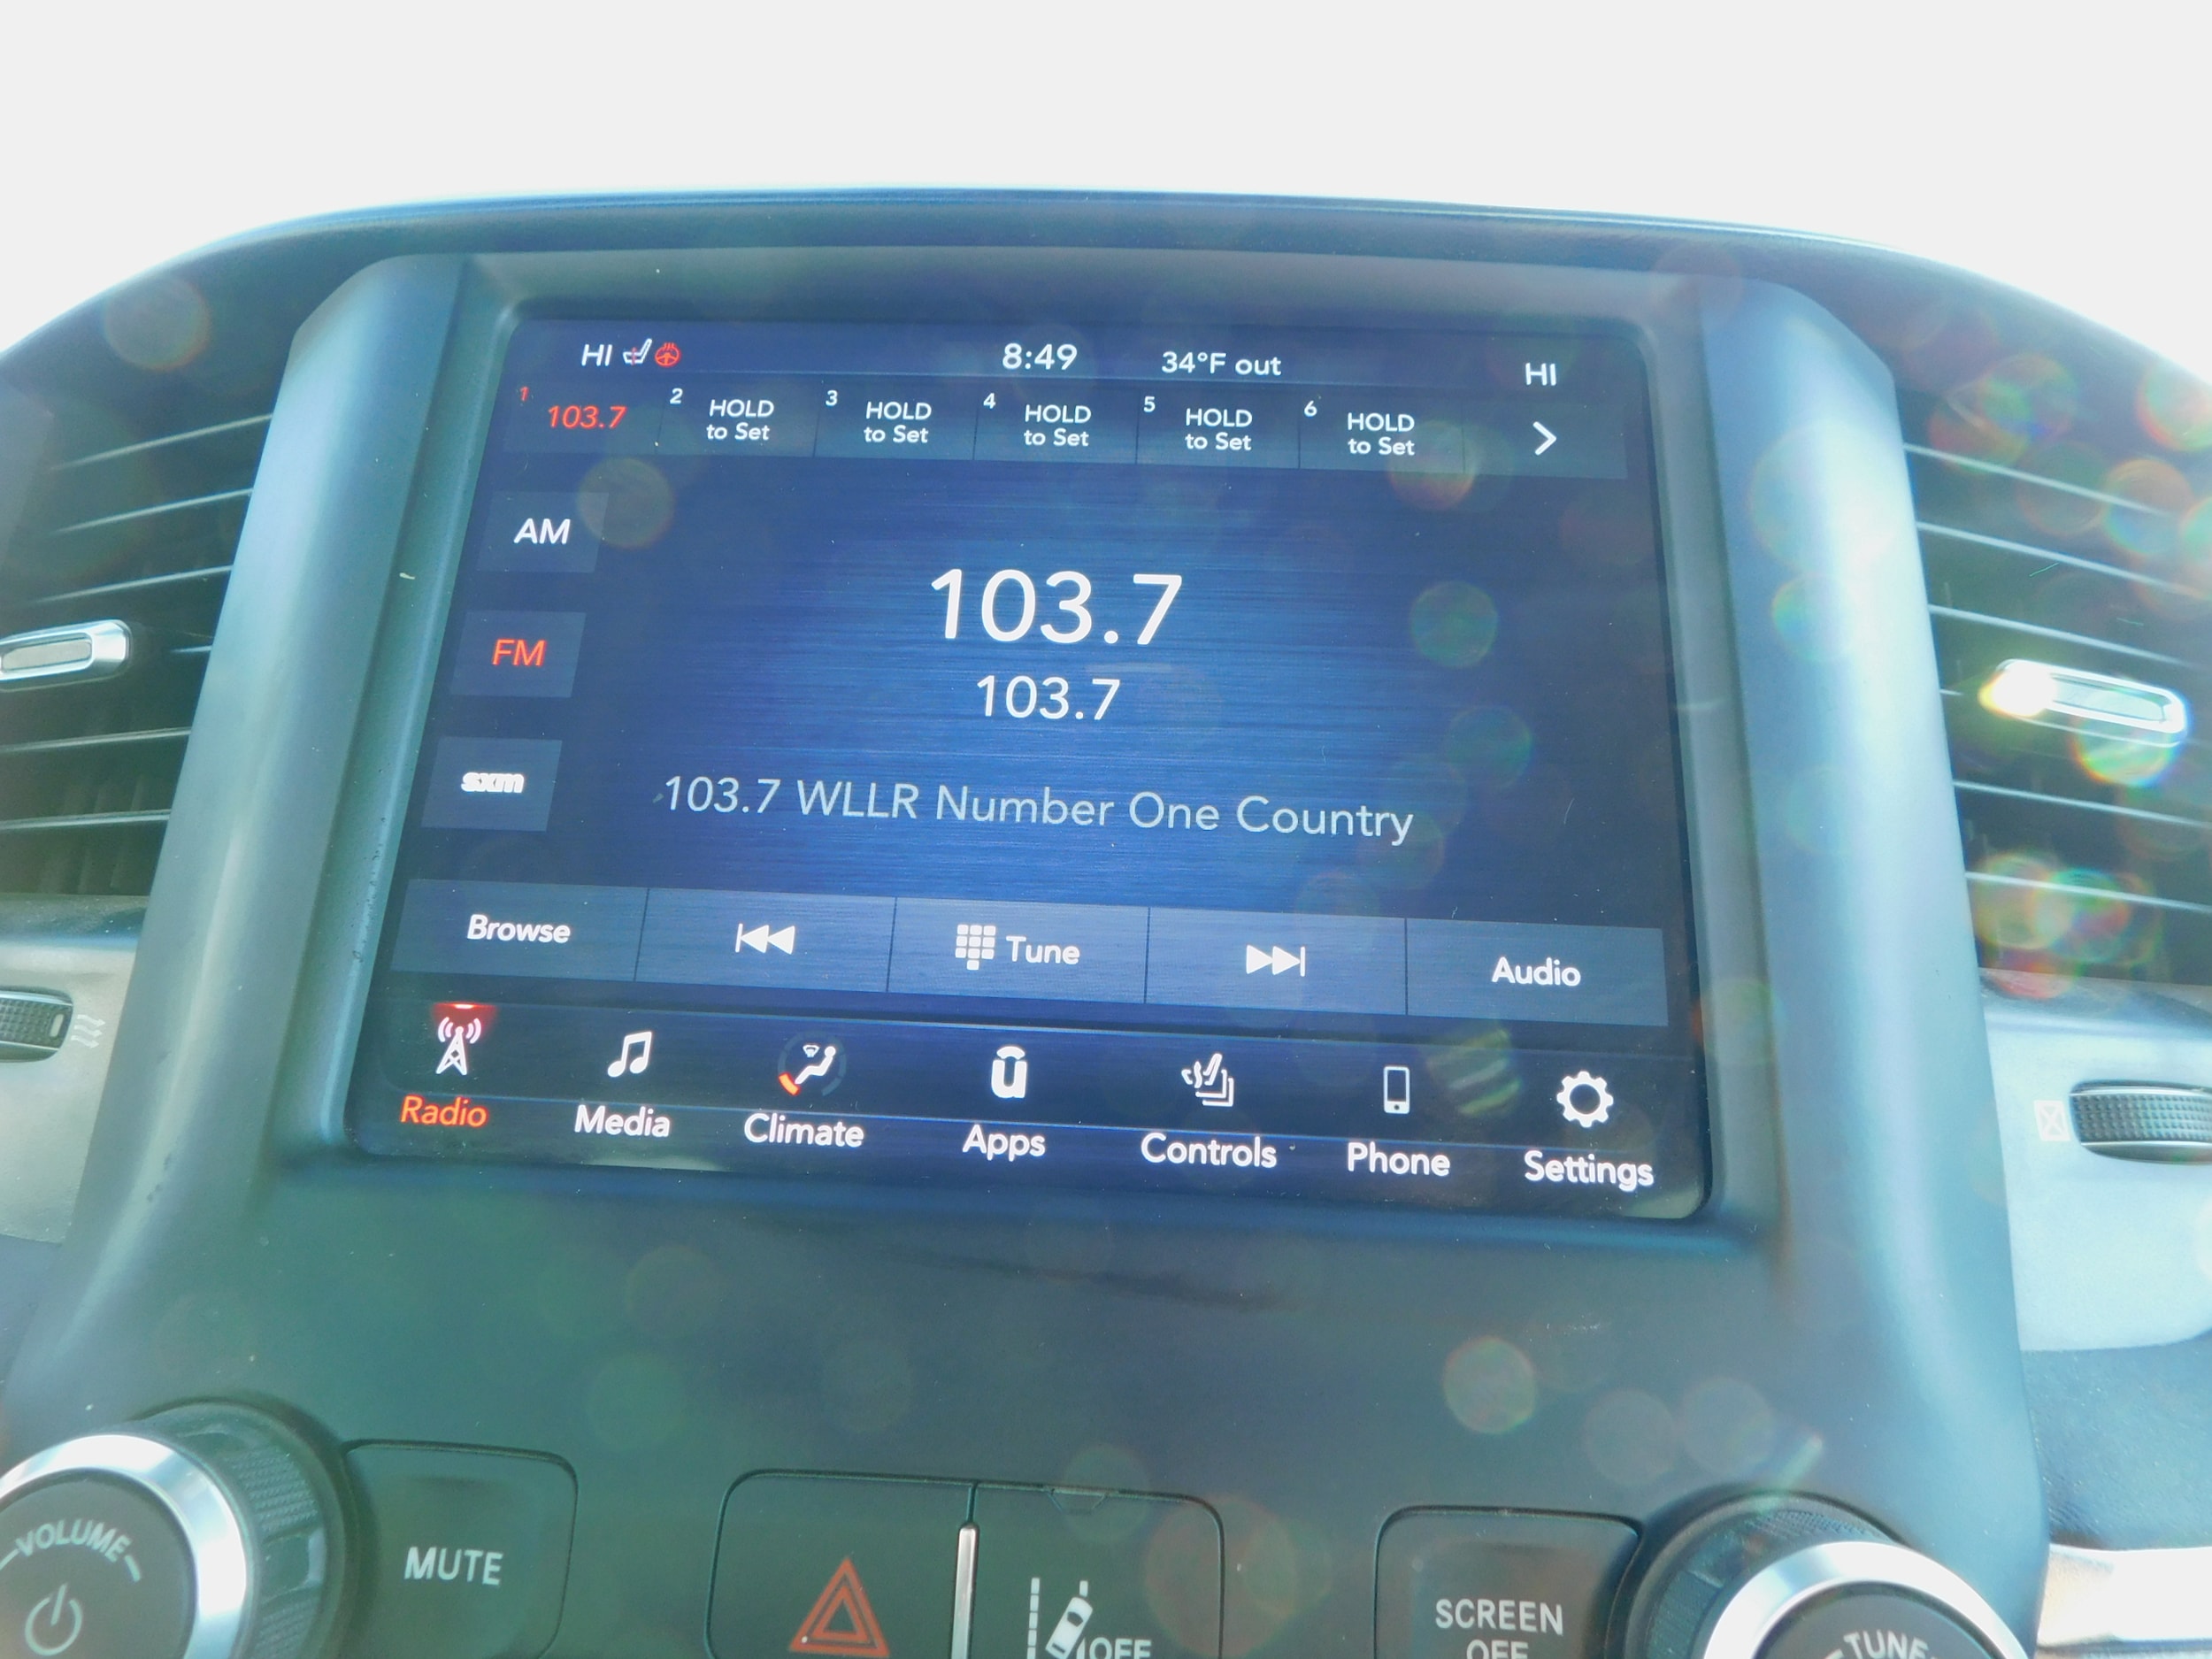 HI 8:49 34°F out HI
1 103.7 2 HOLD to Set 3 HOLD to Set 4 HOLD to Set 5 HOLD to Set 6 HOLD to Set
AM
FM
sxm
103.7
103.7
103.7 WLLR Number One Country
Browse Tune Audio
Radio Media Climate Apps Controls Phone Settings
VOLUME
MUTE
OFF
SCREEN
OFF
TUNE